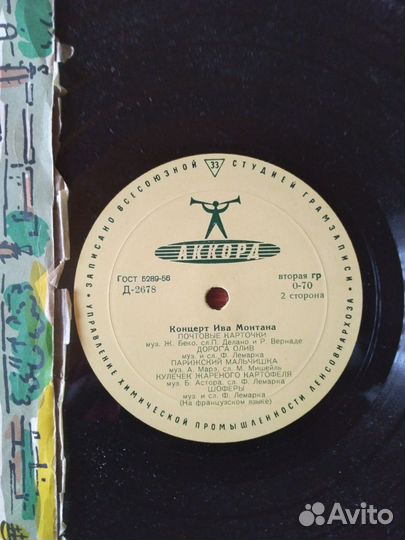 ЗАПИСАНО ВСЕСОЮЗНОЙ 33 СТУДИЕЙ ГРАМЗАПИСИ
АККОРД
ГОСТ 5289-56
Д-2678
вторая гр
0-70
2 сторона
Концерт Ива Монтана
ПОЧТОВЫЕ КАРТОЧКИ
муз. Ж. Беко, сл.П. Делано и Р. Вернаде
ДОРОГА ОЛИВ
муз. и сл. Ф. Лемарка
ПАРИЖСКИЙ МАЛЬЧИШКА
муз. А. Марэ, сл. М. Мишейль
КУЛЕЧЕК ЖАРЕНОГО КАРТОФЕЛЯ
муз. Б. Астора, сл. Ф. Лемарка
ШОФЕРЫ
муз. и сл. Ф. Лемарка
(На французском языке)
УПРАВЛЕНИЕ ХИМИЧЕСКОЙ ПРОМЫШЛЕННОСТИ ЛЕНСОВНАРХОЗА
Avito